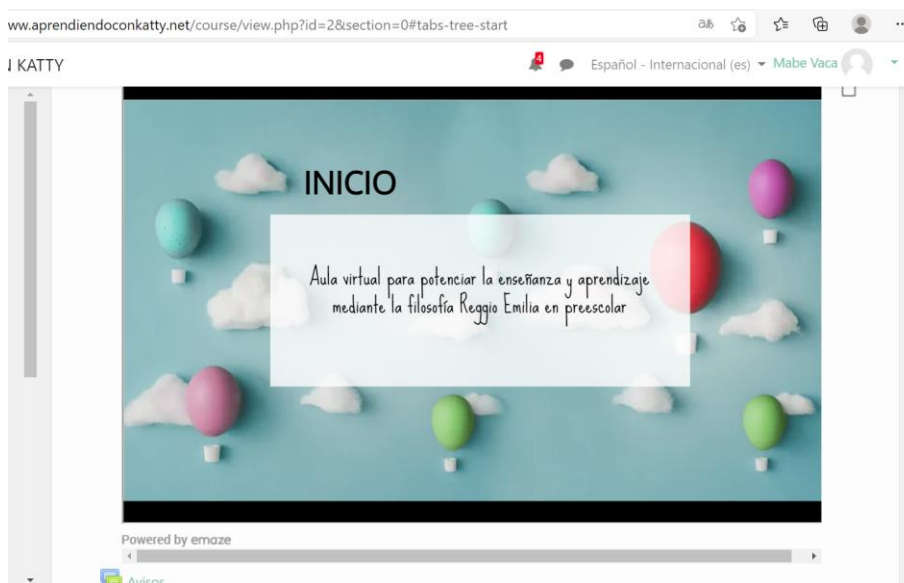 ww.aprendiendoconkatty.net/course/view.php?id=2&section=0#tabs-tree-start
KATTY
4
Español - Internacional (es)
Mabe Vaca
INICIO
Aula virtual para potenciar la enseñanza y aprendizaje
mediante la filosofía Reggio Emilia en preescolar
Powered by emaze
Avisos